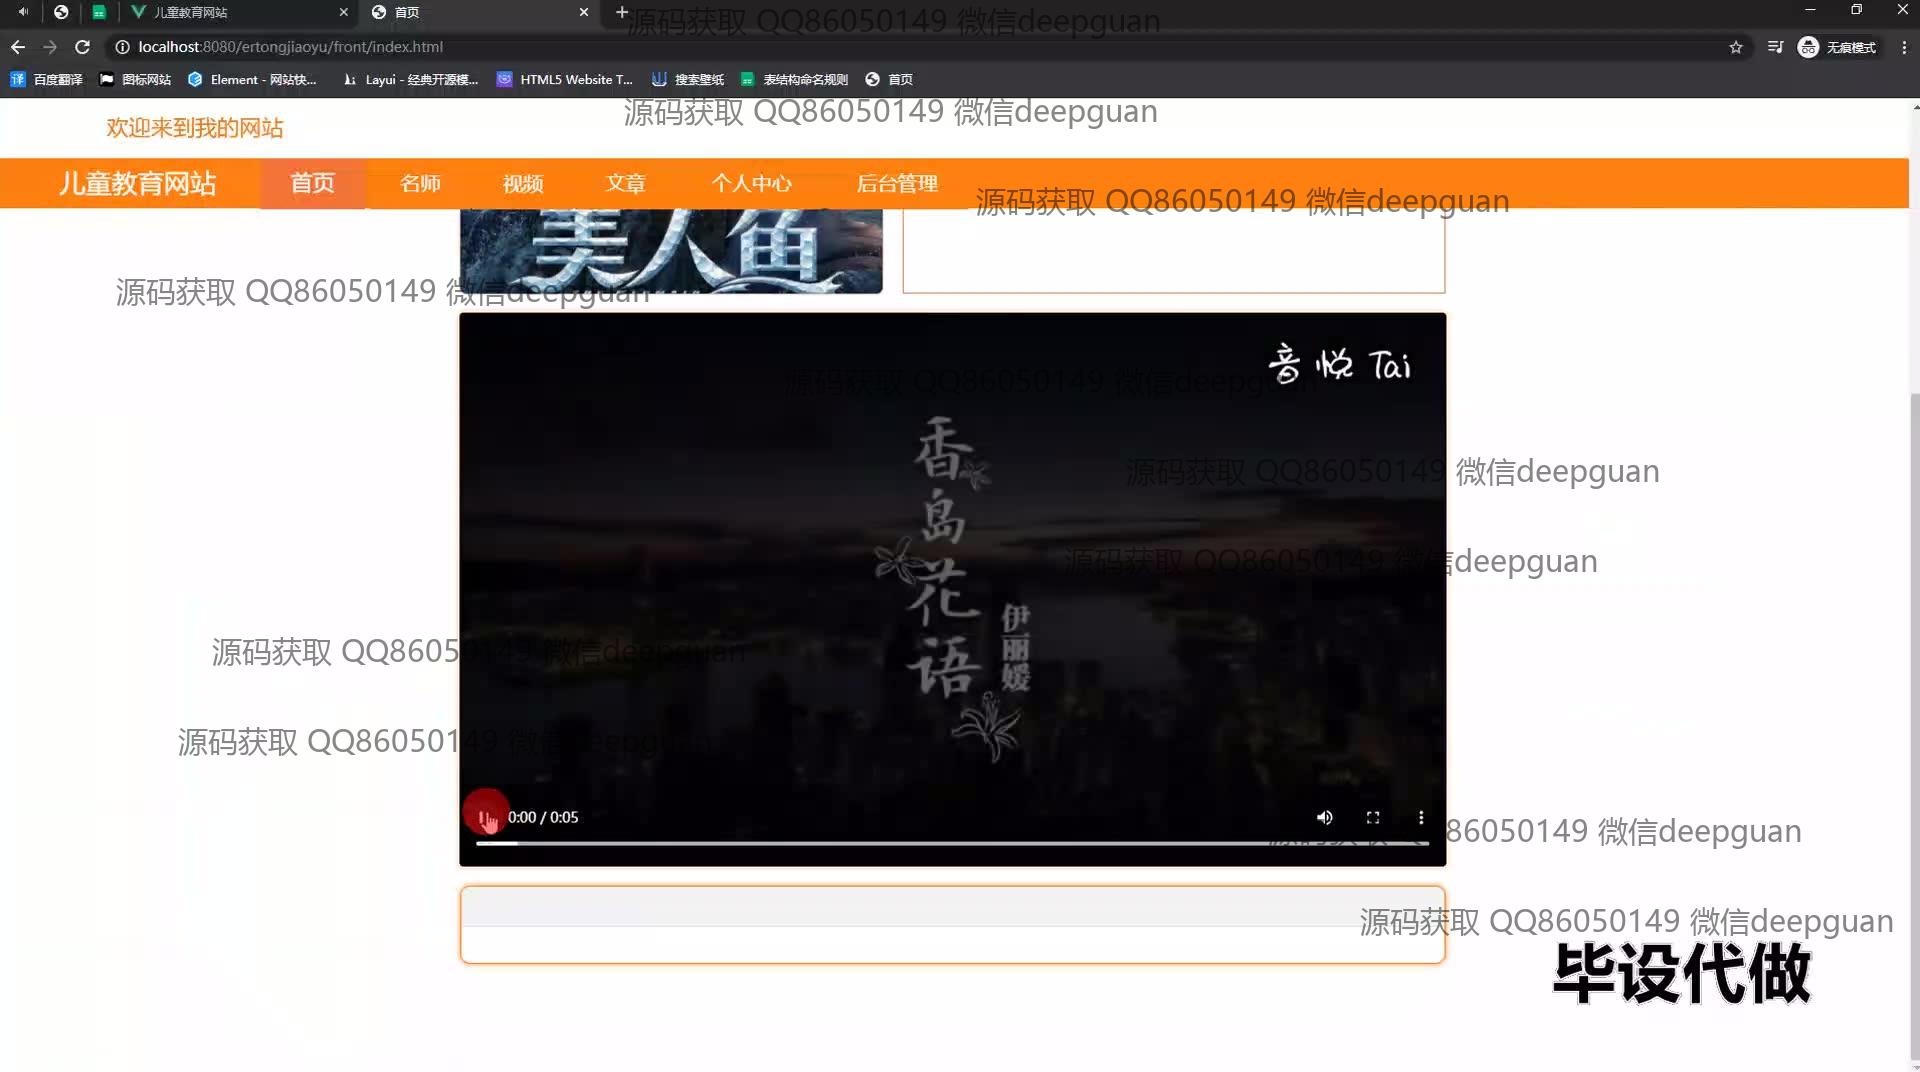 儿童教育网站
首页
源码获取 QQ86050149 微信deepguan
localhost:8080/ertongjiaoyu/front/index.html
无痕模式
百度翻译
图标网站
Element - 网站快...
Layui - 经典开源模...
HTML5 Website T...
搜索壁纸
表结构命名规则
首页
源码获取 QQ86050149 微信deepguan
欢迎来到我的网站
儿童教育网站
首页
名师
视频
文章
个人中心
后台管理
源码获取 QQ86050149 微信deepguan
美人鱼
源码获取 QQ86050149 微信deepguan
音悦 Tai
源码获取 QQ86050149 微信deepguan
香岛花语
伊丽媛
源码获取 QQ86050149 微信deepguan
源码获取 QQ86050149 微信deepguan
源码获取 QQ86050149 微信deepguan
源码获取 QQ86050149 微信deepguan
0:00 / 0:05
86050149 微信deepguan
源码获取 QQ86050149 微信deepguan
毕设代做